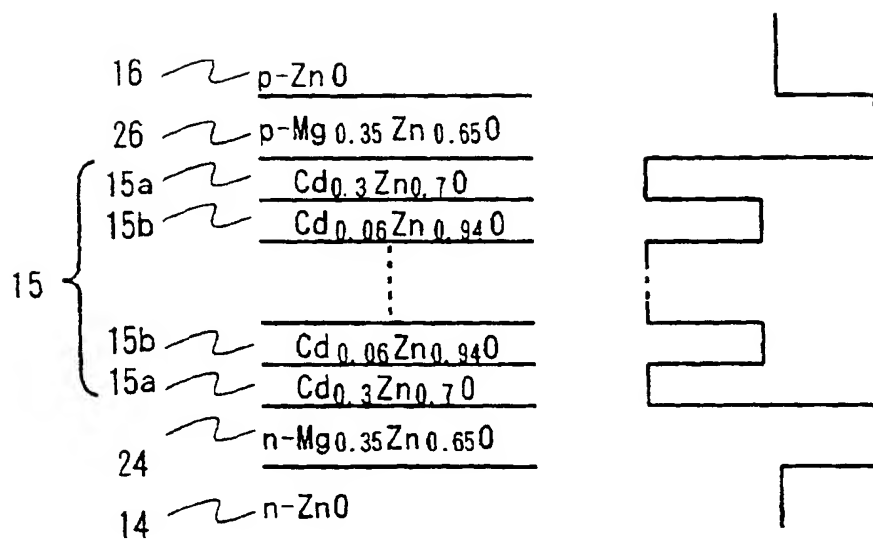 16 p-ZnO
26 p-Mg0.35Zn0.65O
15a Cd0.3Zn0.7O
15b Cd0.06Zn0.94O
15
15b Cd0.06Zn0.94O
15a Cd0.3Zn0.7O
24 n-Mg0.35Zn0.65O
14 n-ZnO